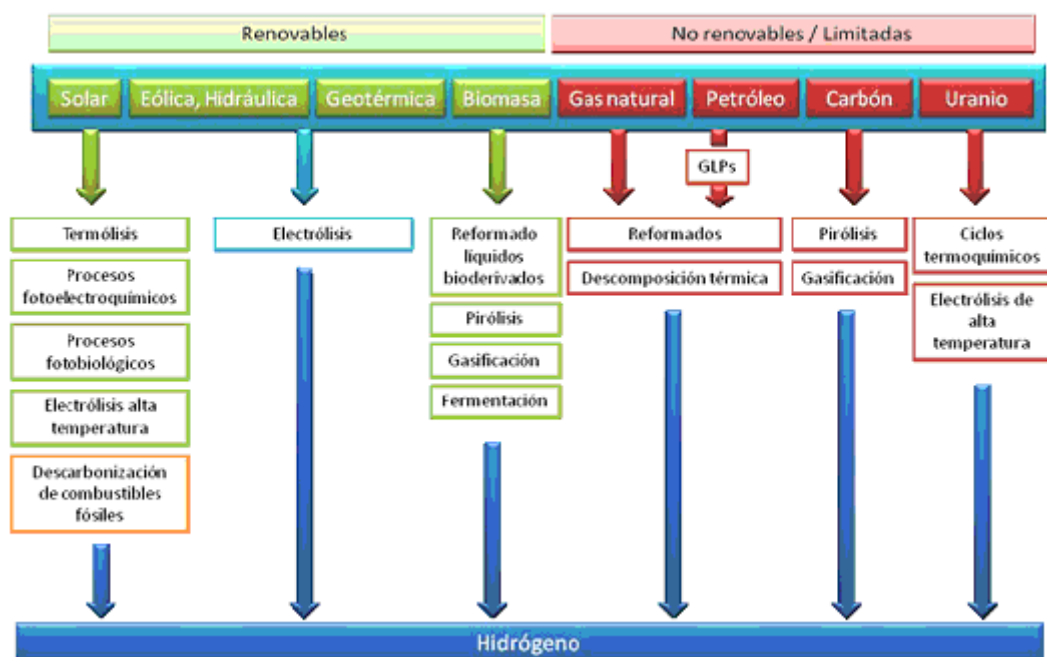 Renovables
No renovables / Limitadas
Solar
Eólica, Hidráulica
Geotérmica
Biomasa
Gas natural
Petróleo
Carbón
Uranio
GLPs
Termólisis
Procesos
fotoelectroquímicos
Procesos
fotobiológicos
Electrólisis alta
temperatura
Descarbonización
de combustibles
fósiles
Electrólisis
Reformado
líquidos
bioderivados
Pirólisis
Gasificación
Fermentación
Reformados
Descomposición térmica
Pirólisis
Gasificación
Ciclos
termoquímicos
Electrólisis de
alta
temperatura
Hidrógeno